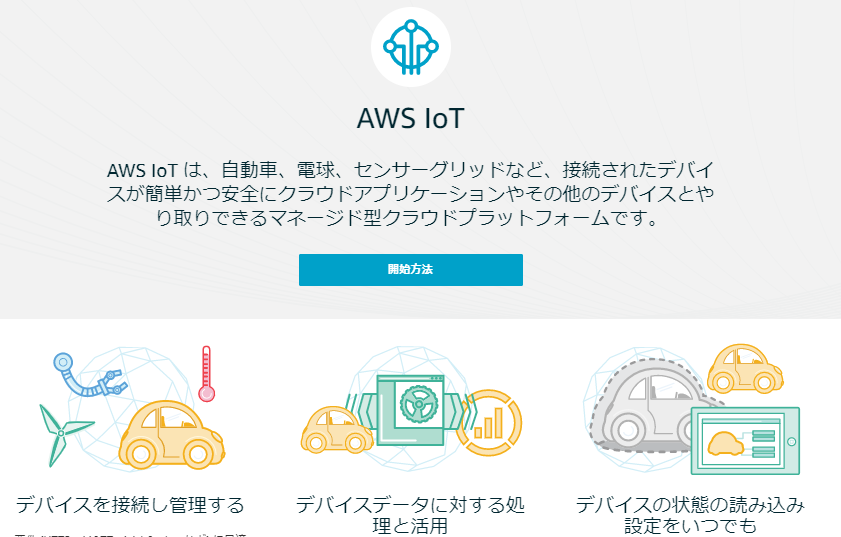 AWS IoT
AWS IoT は、自動車、電球、センサーグリッドなど、接続されたデバイ
スが簡単かつ安全にクラウドアプリケーションやその他のデバイスとや
り取りできるマネージド型クラウドプラットフォームです。
開始方法
デバイスを接続し管理する
デバイスデータに対する処
理と活用
デバイスの状態の読み込み
設定をいつでも